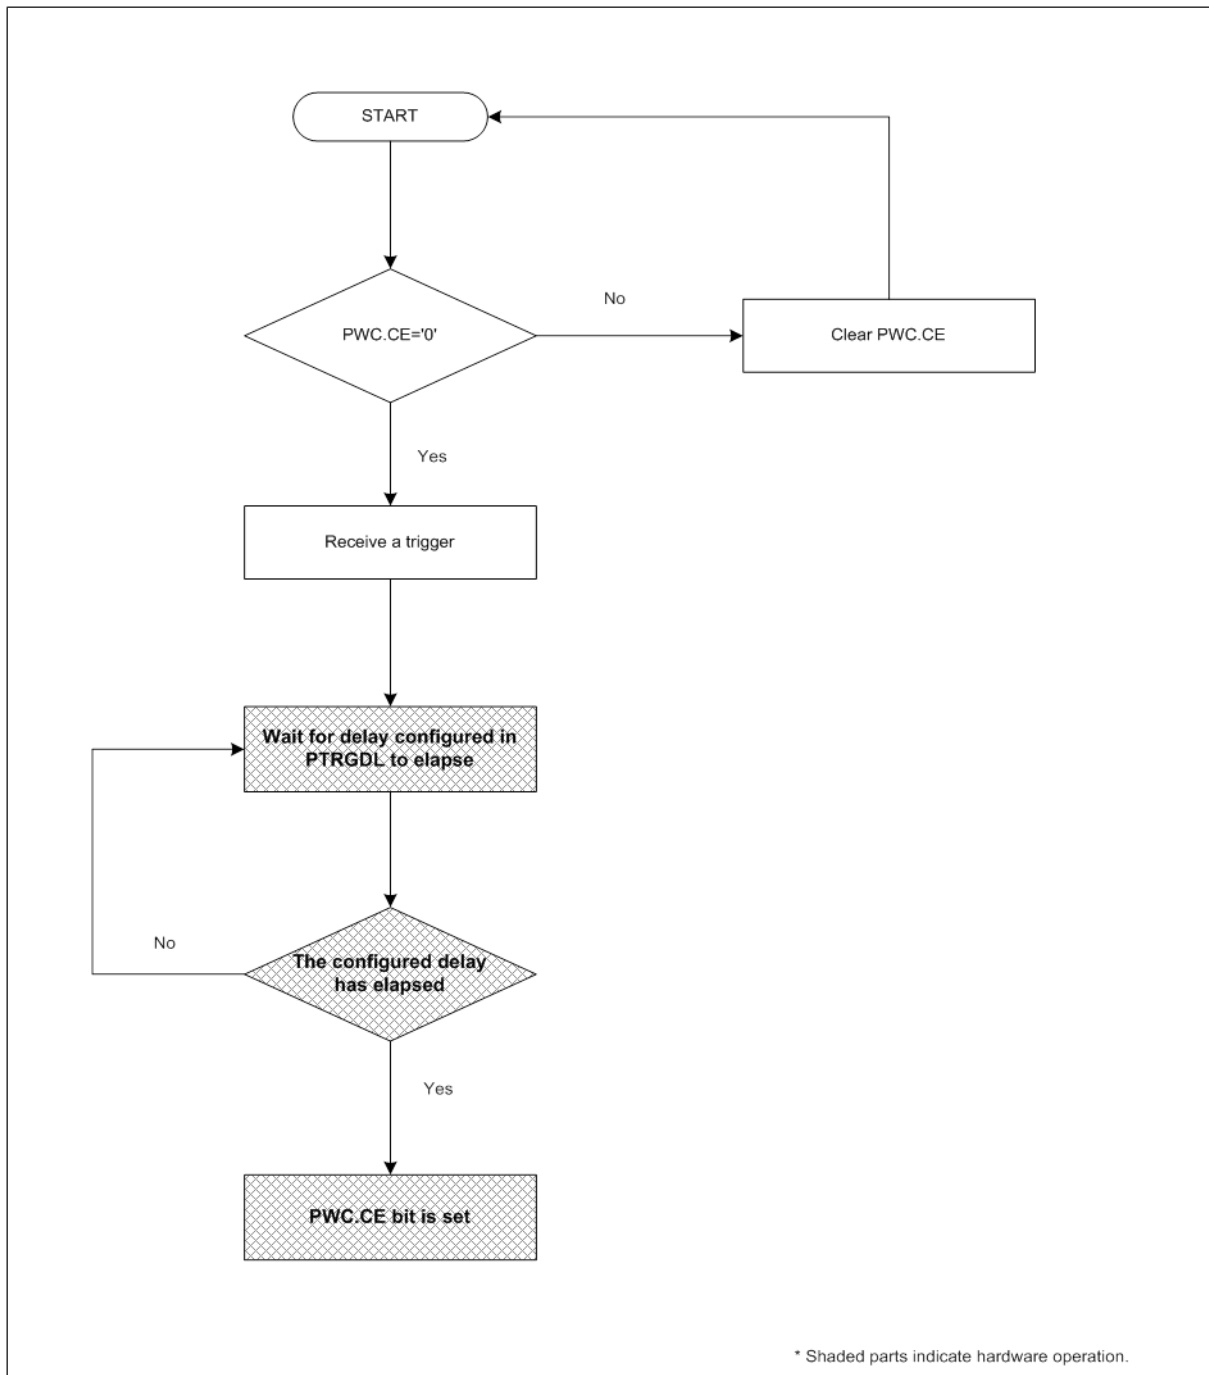 START
PWC.CE='0'
No
Clear PWC.CE
Yes
Receive a trigger
Wait for delay configured in
PTRGDL to elapse
No
The configured delay
has elapsed
Yes
PWC.CE bit is set
* Shaded parts indicate hardware operation.